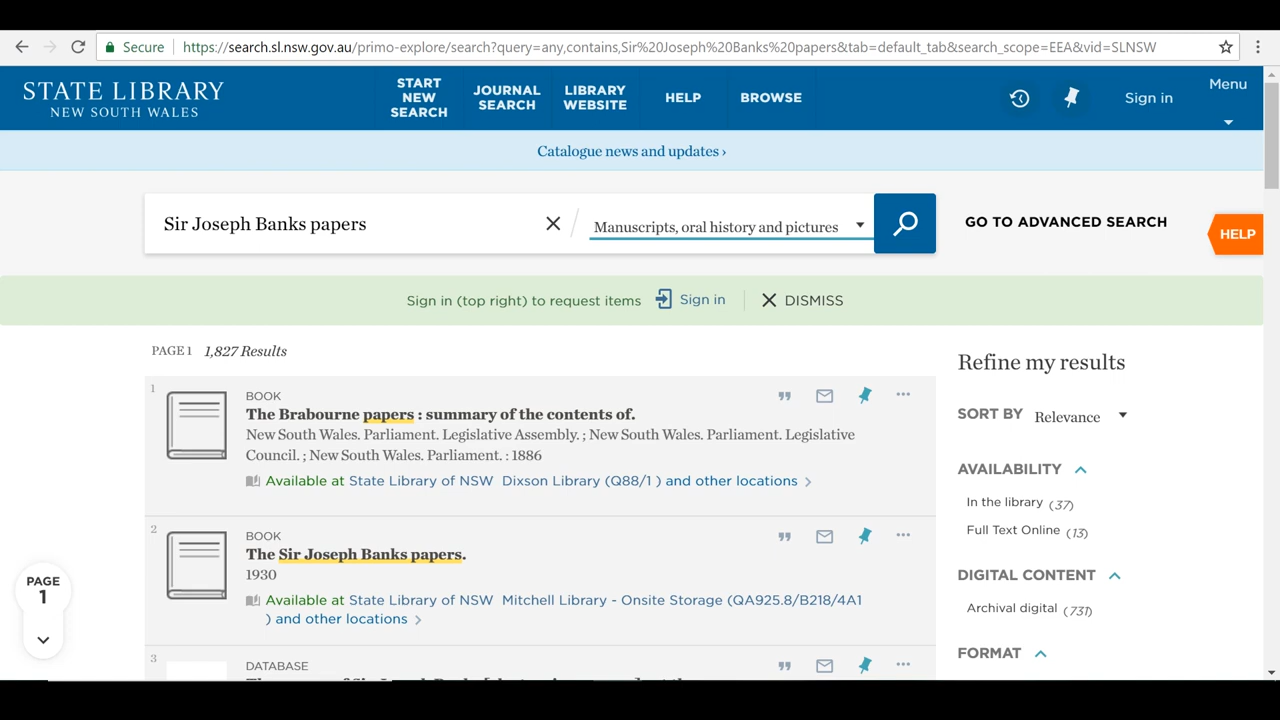 Secure
https://search.sl.nsw.gov.au/primo-explore/search?query=any,contains,Sir%20Joseph%20Banks%20papers&tab=default_tab&search_scope=EEA&vid=SLNSW
STATE LIBRARY
NEW SOUTH WALES
START
NEW
SEARCH
JOURNAL
SEARCH
LIBRARY
WEBSITE
HELP
BROWSE
Sign in
Menu
Catalogue news and updates ›
Sir Joseph Banks papers
Manuscripts, oral history and pictures
GO TO ADVANCED SEARCH
HELP
Sign in (top right) to request items
Sign in
DISMISS
PAGE 1 1,827 Results
1
BOOK
The Brabourne papers : summary of the contents of.
New South Wales. Parliament. Legislative Assembly. ; New South Wales. Parliament. Legislative
Council. ; New South Wales. Parliament. : 1886
Available at State Library of NSW Dixson Library (Q88/1 ) and other locations
2
BOOK
The Sir Joseph Banks papers.
1930
Available at State Library of NSW Mitchell Library - Onsite Storage (QA925.8/B218/4A1
) and other locations
3
DATABASE
PAGE
1
Refine my results
SORT BY Relevance
AVAILABILITY
In the library (37)
Full Text Online (13)
DIGITAL CONTENT
Archival digital (731)
FORMAT